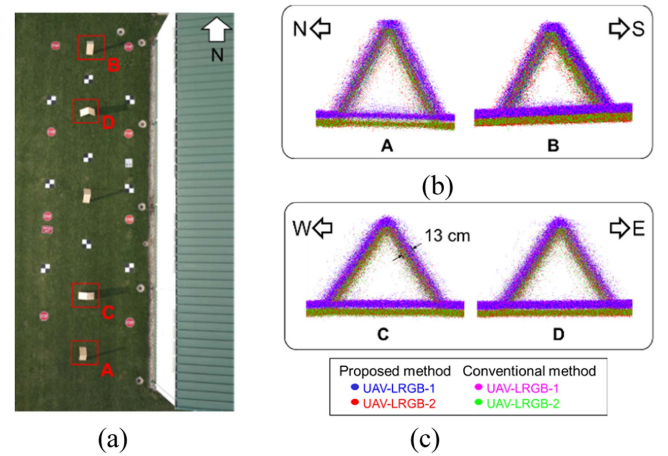 N
B
D
C
A
(a)
N S
A B
(b)
W E
13 cm
C D
Proposed method Conventional method
UAV-LRGB-1 UAV-LRGB-1
UAV-LRGB-2 UAV-LRGB-2
(c)